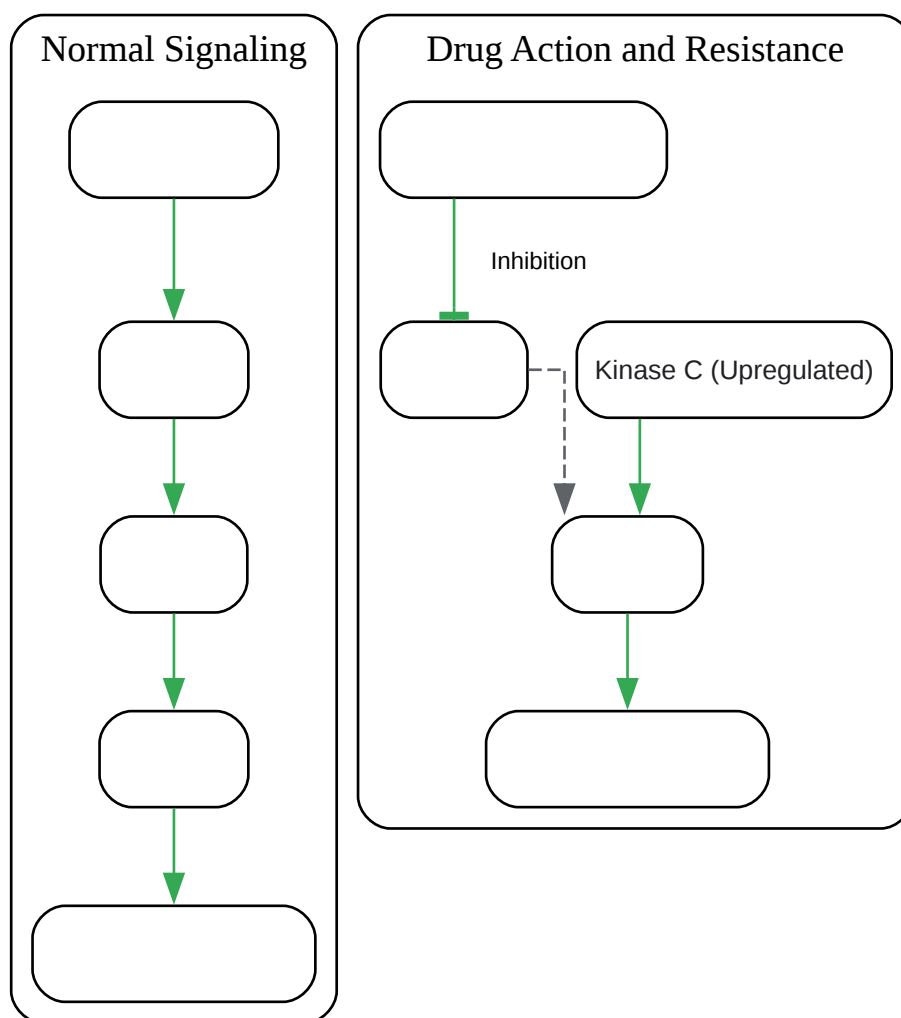 Normal Signaling
Drug Action and Resistance
Inhibition
Kinase C (Upregulated)